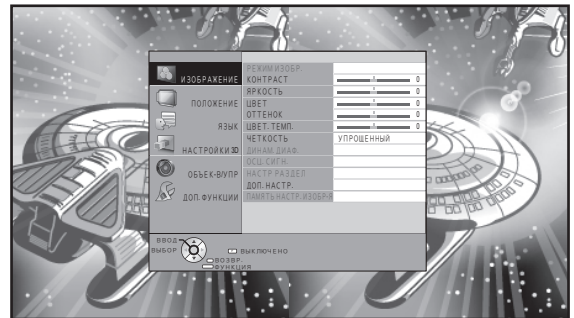 ИЗОБРАЖЕНИЕ
ПОЛОЖЕНИЕ
ЯЗЫК
НАСТРОЙКИ 3D
ОБЪЕК-ВУПР
ДОП. ФУНКЦИИ
РЕЖИМ ИЗОБР.
КОНТРАСТ 0
ЯРКОСТЬ 0
ЦВЕТ 0
ОТТЕНОК 0
ЦВЕТ. ТЕМП. 0
ЧЕТКОСТЬ УПРОЩЕННЫЙ
ДИНАМ. ДИАФ.
ОСЦ. СИГН.
НАСТР РАЗДЕЛ
ДОП. НАСТР.
ПАМЯТЬ НАСТР. ИЗОБР-Я
ВВОД
ВЫБОР
ВЫКЛЮЧЕНО
ВОЗВР.
ФУНКЦИЯ